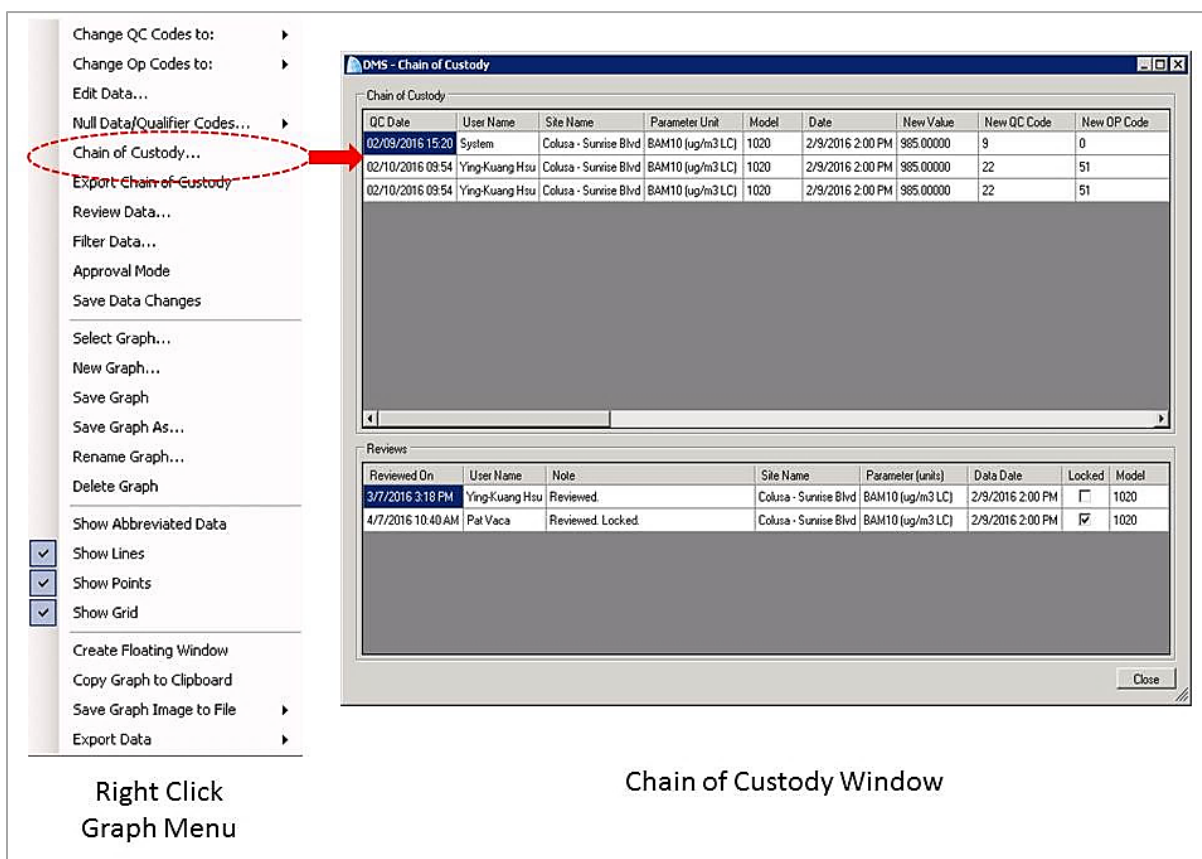 Change QC Codes to:
Change Op Codes to:
Edit Data...
Null Data/Qualifier Codes...
Chain of Custody...
Export Chain of Custody
Review Data...
Filter Data...
Approval Mode
Save Data Changes
Select Graph...
New Graph...
Save Graph
Save Graph As...
Rename Graph...
Delete Graph
Show Abbreviated Data
Show Lines
Show Points
Show Grid
Create Floating Window
Copy Graph to Clipboard
Save Graph Image to File
Export Data
Right Click
Graph Menu
DMS - Chain of Custody
Chain of Custody
QC Date User Name Site Name Parameter Unit Model Date New Value New QC Code New OP Code
02/09/2016 15:20 System Colusa - Sunrise Blvd BAM10 (ug/m3 LC) 1020 2/9/2016 2:00 PM 985.00000 9 0
02/10/2016 09:54 Ying-Kuang Hsu Colusa - Sunrise Blvd BAM10 (ug/m3 LC) 1020 2/9/2016 2:00 PM 985.00000 22 51
02/10/2016 09:54 Ying-Kuang Hsu Colusa - Sunrise Blvd BAM10 (ug/m3 LC) 1020 2/9/2016 2:00 PM 985.00000 22 51
Reviews
Reviewed On User Name Note Site Name Parameter (units) Data Date Locked Model
3/7/2016 3:18 PM Ying-Kuang Hsu Reviewed. Colusa - Sunrise Blvd BAM10 (ug/m3 LC) 2/9/2016 2:00 PM 1020
4/7/2016 10:40 AM Pat Vaca Reviewed. Locked. Colusa - Sunrise Blvd BAM10 (ug/m3 LC) 2/9/2016 2:00 PM 1020
Close
Chain of Custody Window